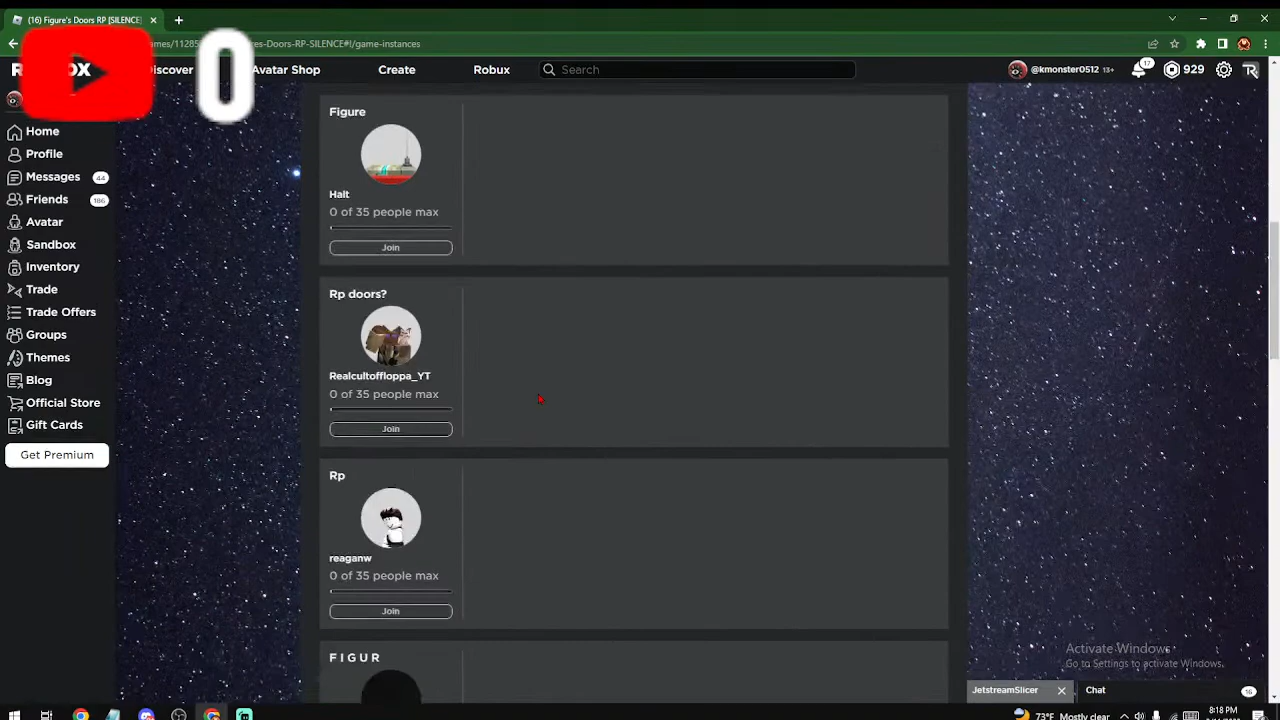 (16) Figure's Doors RP [SILENCE]
ames/11285
es-Doors-RP-SILENCE#!/game-instances
0
Discover
Avatar Shop
Create
Robux
Search
@kmonster0512 13+
17
929
Home
Profile
Messages 44
Friends 186
Avatar
Sandbox
Inventory
Trade
Trade Offers
Groups
Themes
Blog
Official Store
Gift Cards
Get Premium
Figure
Halt
0 of 35 people max
Join
Rp doors?
Realcultoffloppa_YT
0 of 35 people max
Join
Rp
reaganw
0 of 35 people max
Join
F I G U R
Activate Windows
Go to Settings to activate Windows.
JetstreamSlicer
Chat
16
73°F Mostly clear
8:18 PM